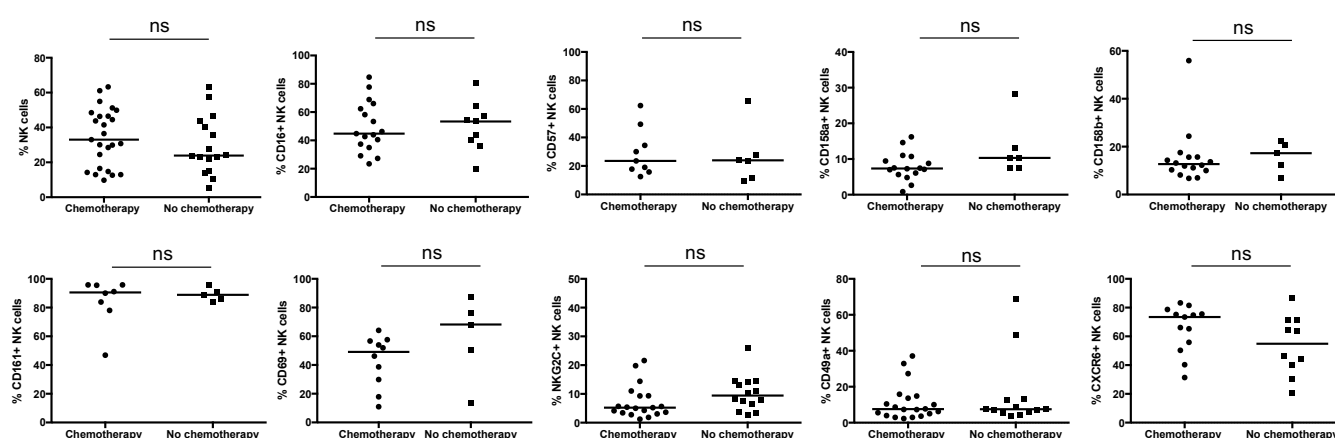 ns
% NK cells
80
60
40
20
0
Chemotherapy No chemotherapy
ns
% CD16+ NK cells
100
80
60
40
20
0
Chemotherapy No chemotherapy
ns
% CD57+ NK cells
100
80
60
40
20
0
Chemotherapy No chemotherapy
ns
% CD158a+ NK cells
40
30
20
10
0
Chemotherapy No chemotherapy
ns
% CD158b+ NK cells
60
40
20
0
Chemotherapy No chemotherapy
ns
% CD161+ NK cells
100
80
60
40
20
0
Chemotherapy No chemotherapy
ns
% CD69+ NK cells
100
80
60
40
20
0
Chemotherapy No chemotherapy
ns
% NKG2C+ NK cells
50
40
30
20
10
0
Chemotherapy No chemotherapy
ns
% CD49a+ NK cells
80
60
40
20
0
Chemotherapy No chemotherapy
ns
% CXCR6+ NK cells
100
80
60
40
20
0
Chemotherapy No chemotherapy